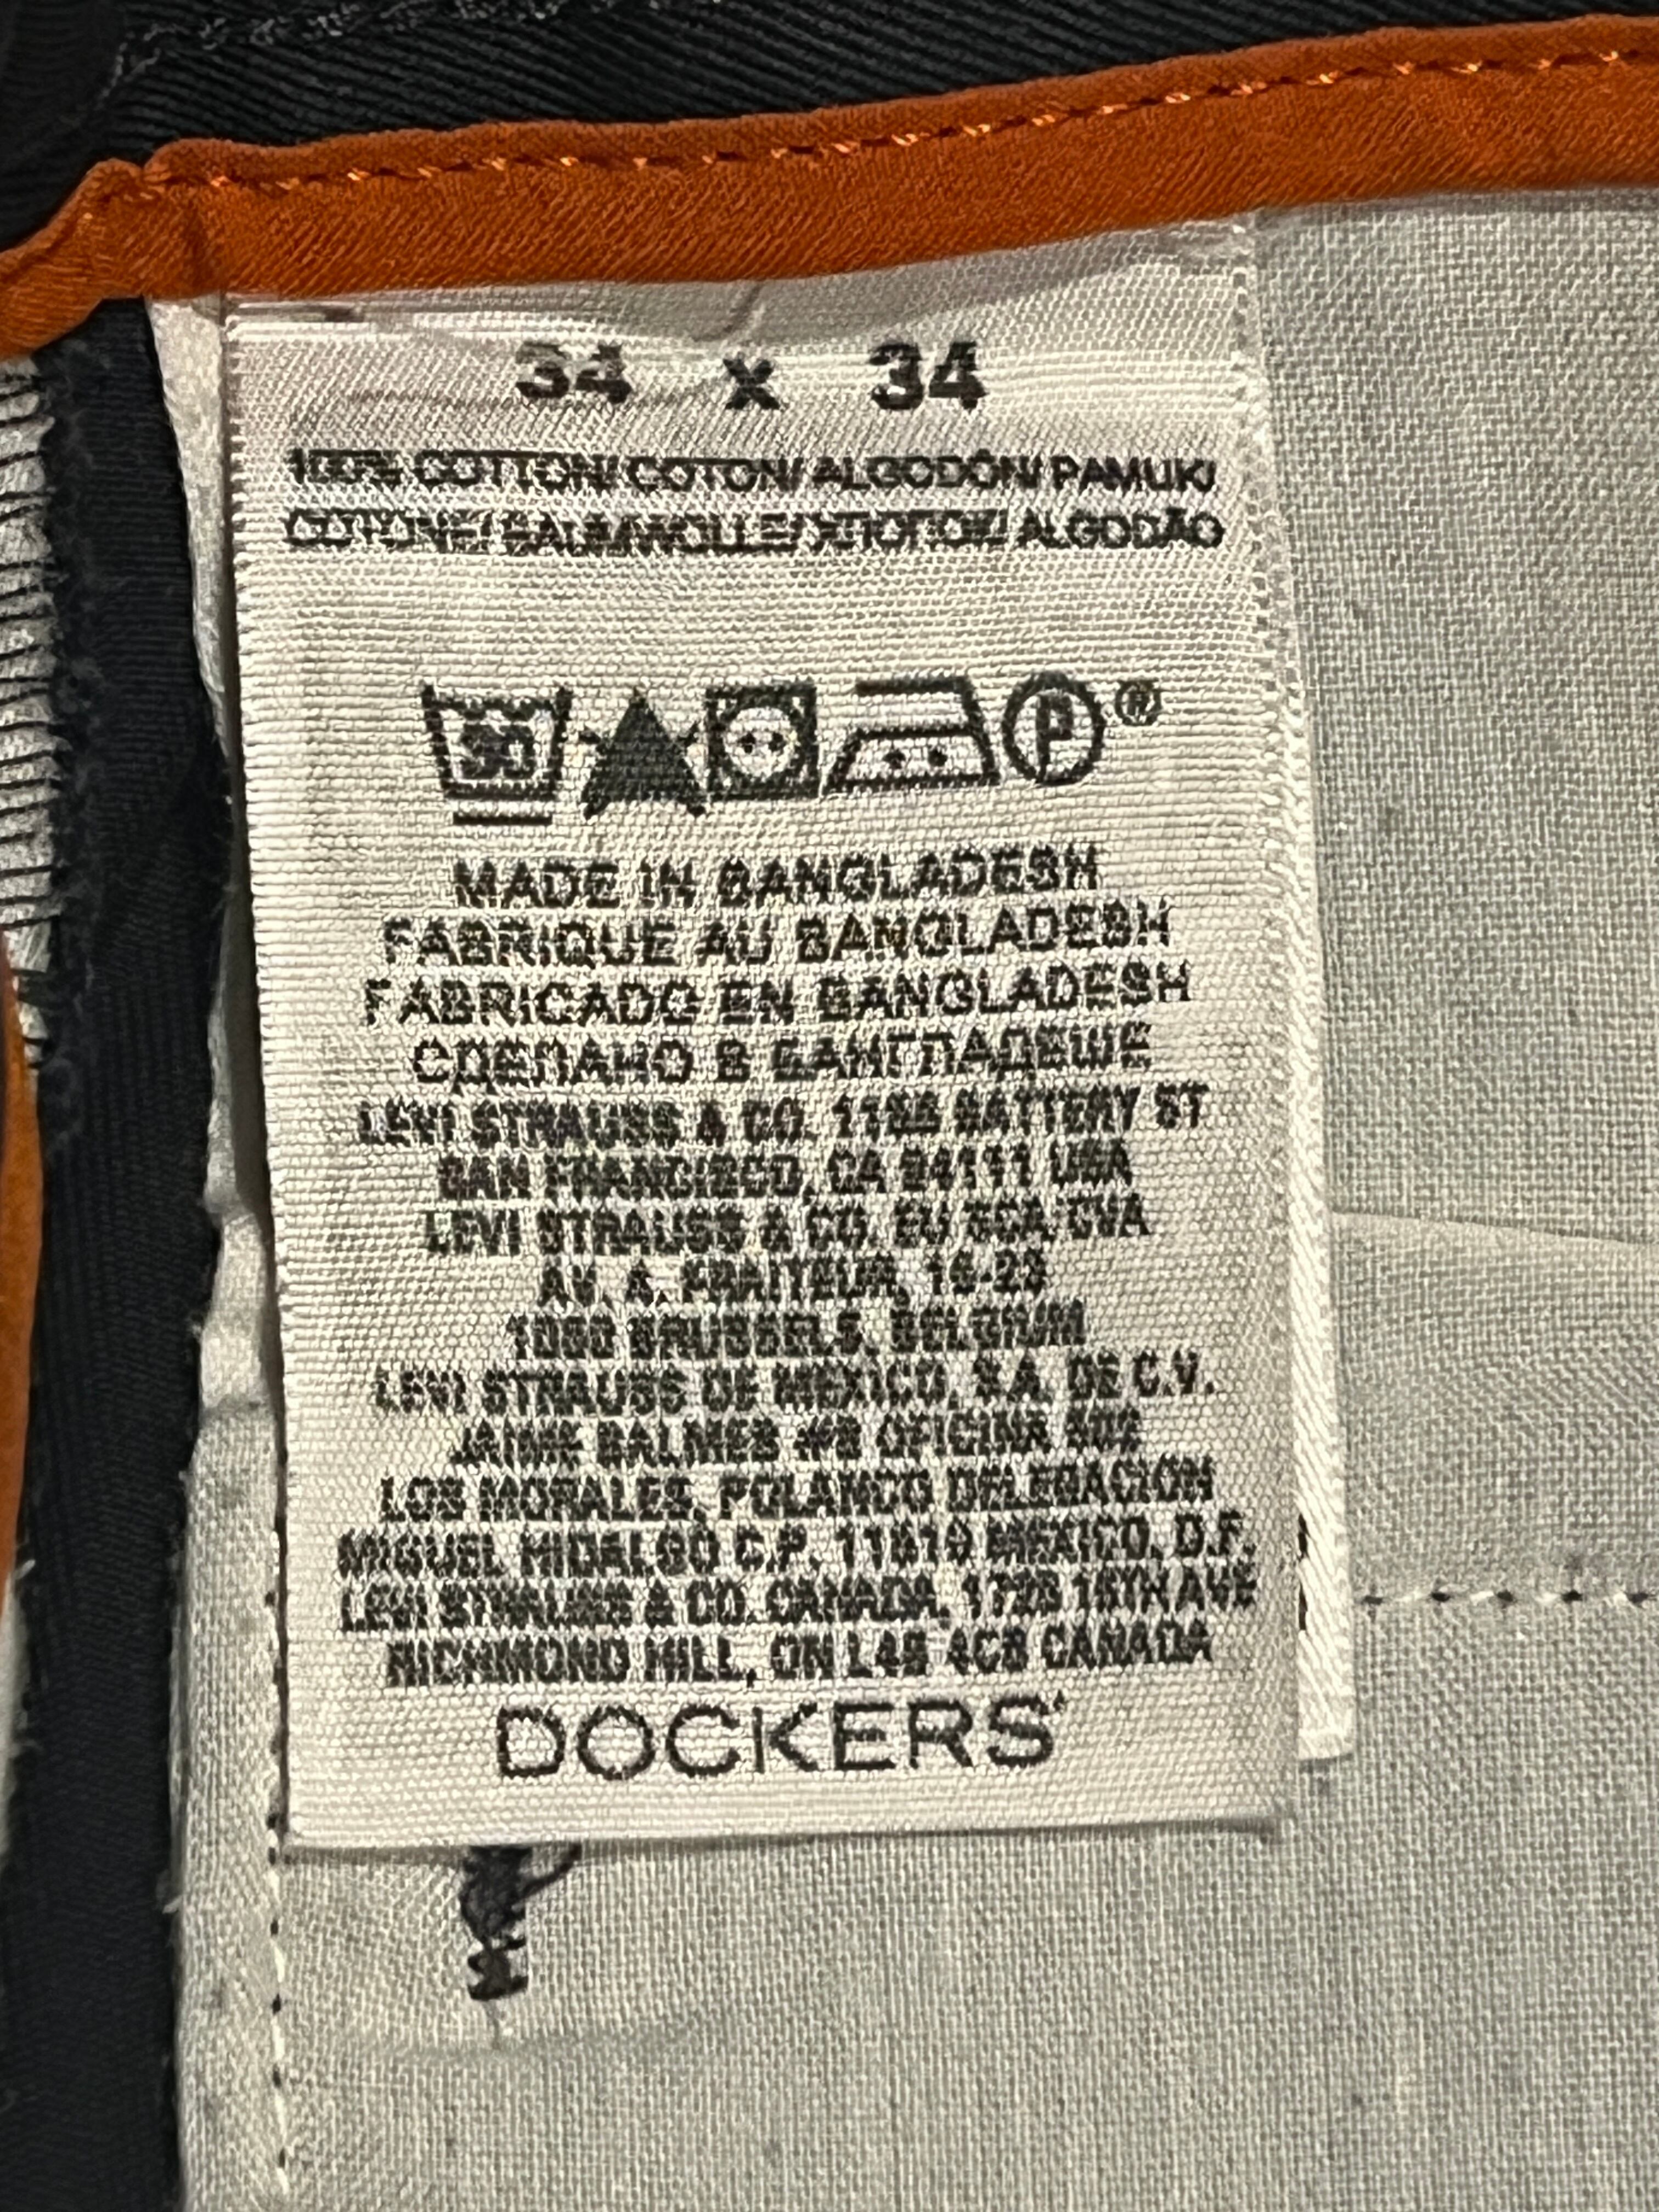 34 x 34
100% COTTON/ COTON/ ALGODÓN/ PAMUK/
COTONE/ BAUMWOLLE/ ХЛОПОК/ ALGODÃO
30 P ®
MADE IN BANGLADESH
FABRIQUE AU BANGLADESH
FABRICADO EN BANGLADESH
СДЕЛАНО В БАНГЛАДЕШЕ
LEVI STRAUSS & CO. 1155 BATTERY ST
SAN FRANCISCO, CA 94111 USA
LEVI STRAUSS & CO. EU SCA/CVA
AV. A. FRAITEUR, 15-23
1050 BRUSSELS, BELGIUM
LEVI STRAUSS DE MEXICO, S.A. DE C.V.
JAIME BALMES #8 OFICINA
LOS MORALES, POLANCO DELEGACIÓN
MIGUEL HIDALGO C.P. 11510 MEXICO, D.F.
LEVI STRAUSS & CO. CANADA, 1725 16TH AVE
RICHMOND HILL, ON L4B 4C6 CANADA
DOCKERS®